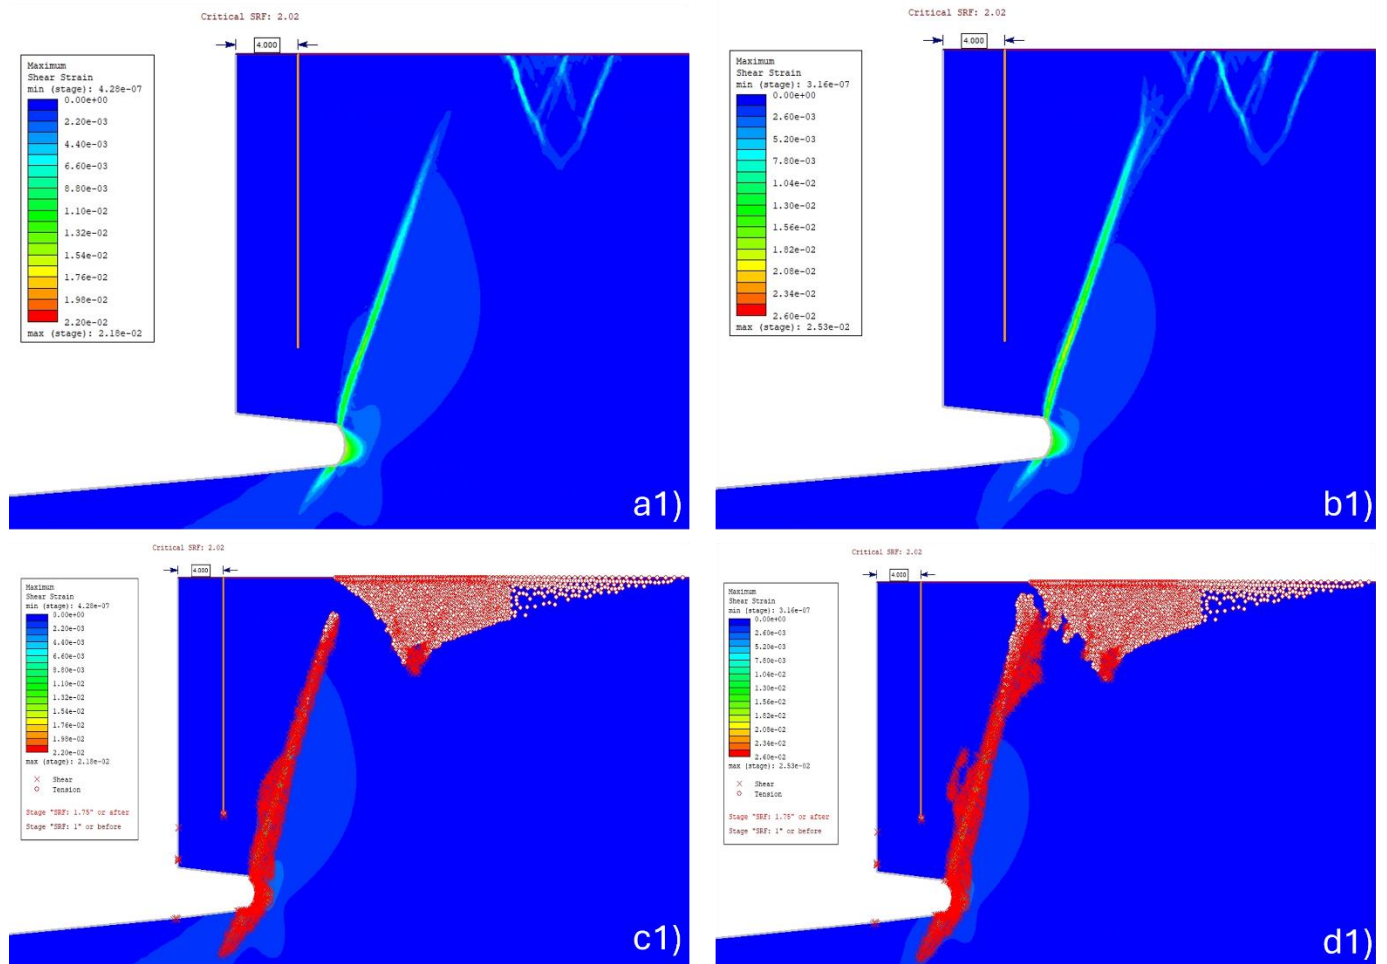 Critical SRF: 2.02
4.000
Maximum
Shear Strain
min (stage): 4.28e-07
0.00e+00
2.20e-03
4.40e-03
6.60e-03
8.80e-03
1.10e-02
1.32e-02
1.54e-02
1.76e-02
1.98e-02
2.20e-02
max (stage): 2.18e-02
a1)
Critical SRF: 2.02
4.000
Maximum
Shear Strain
min (stage): 3.16e-07
0.00e+00
2.60e-03
5.20e-03
7.80e-03
1.04e-02
1.30e-02
1.56e-02
1.82e-02
2.08e-02
2.34e-02
2.60e-02
max (stage): 2.53e-02
b1)
Critical SRF: 2.02
4.000
Maximum
Shear Strain
min (stage): 4.28e-07
0.00e+00
2.20e-03
4.40e-03
6.60e-03
8.80e-03
1.10e-02
1.32e-02
1.54e-02
1.76e-02
1.98e-02
2.20e-02
max (stage): 2.18e-02
Shear
Tension
Stage "SRF: 1.75" or after
Stage "SRF: 1" or before
c1)
Critical SRF: 2.02
4.000
Maximum
Shear Strain
min (stage): 3.16e-07
0.00e+00
2.60e-03
5.20e-03
7.80e-03
1.04e-02
1.30e-02
1.56e-02
1.82e-02
2.08e-02
2.34e-02
2.60e-02
max (stage): 2.53e-02
Shear
Tension
Stage "SRF: 1.75" or after
Stage "SRF: 1" or before
d1)